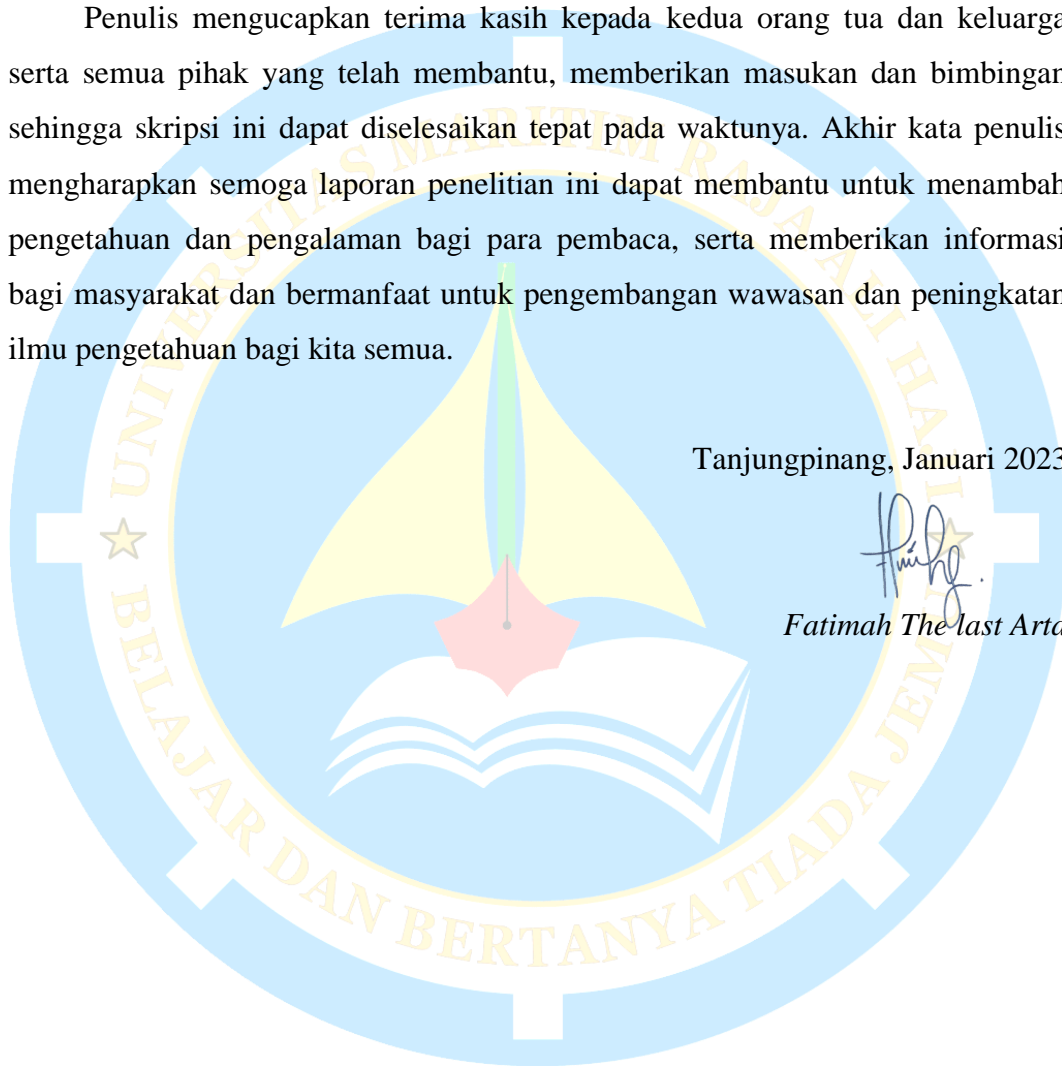 Penulis mengucapkan terima kasih kepada kedua orang tua dan keluarga
serta semua pihak yang telah membantu, memberikan masukan dan bimbingan
sehingga skripsi ini dapat diselesaikan tepat pada waktunya. Akhir kata penulis
mengharapkan semoga laporan penelitian ini dapat membantu untuk menambah
pengetahuan dan pengalaman bagi para pembaca, serta memberikan informasi
bagi masyarakat dan bermanfaat untuk pengembangan wawasan dan peningkatan
ilmu pengetahuan bagi kita semua.
Tanjungpinang, Januari 2023
Fatimah The last Arta
UNIVERSITAS MARITIM RAJA ALI HAJI
BELAJAR DAN BERTANYA TIADA JEMU